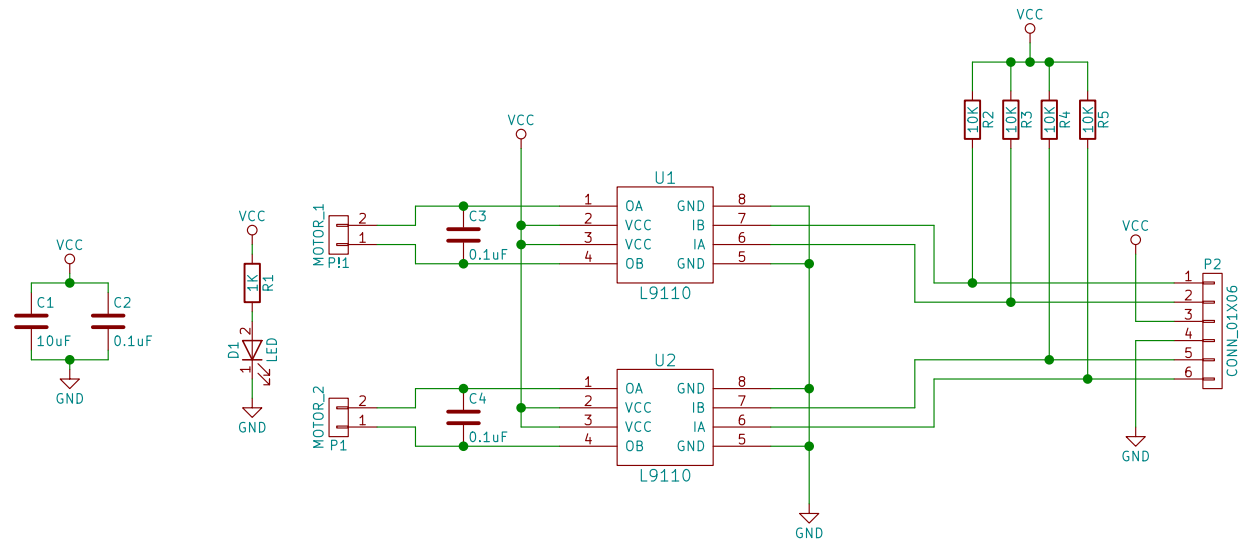 VCC
C1
10uF
C2
0.1uF
GND
VCC
1K
R1
2
D1
LED
1
GND
MOTOR_1
2
1
P!1
C3
0.1uF
VCC
U1
1 OA GND 8
2 VCC IB 7
3 VCC IA 6
4 OB GND 5
L9110
MOTOR_2
2
1
P1
C4
0.1uF
U2
1 OA GND 8
2 VCC IB 7
3 VCC IA 6
4 OB GND 5
L9110
GND
VCC
10K R2
10K R3
10K R4
10K R5
VCC
P2
1
2
3
4
5
6
CONN_01X06
GND